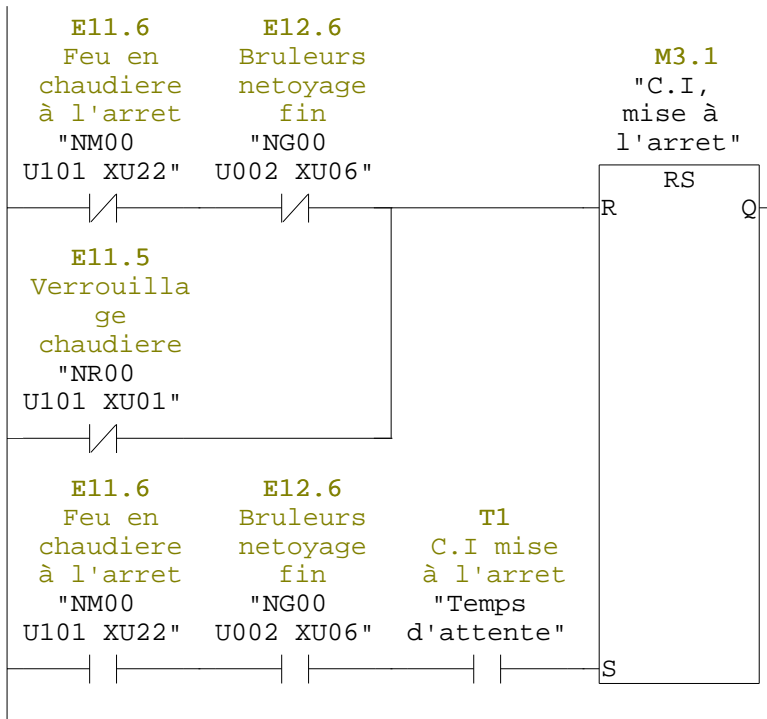 E11.6
Feu en
chaudiere
à l'arret
"NM00
U101 XU22"
E12.6
Bruleurs
netoyage
fin
"NG00
U002 XU06"
M3.1
"C.I,
mise à
l'arret"
RS
R
Q
E11.5
Verrouilla
ge
chaudiere
"NR00
U101 XU01"
E11.6
Feu en
chaudiere
à l'arret
"NM00
U101 XU22"
E12.6
Bruleurs
netoyage
fin
"NG00
U002 XU06"
T1
C.I mise
à l'arret
"Temps
d'attente"
S